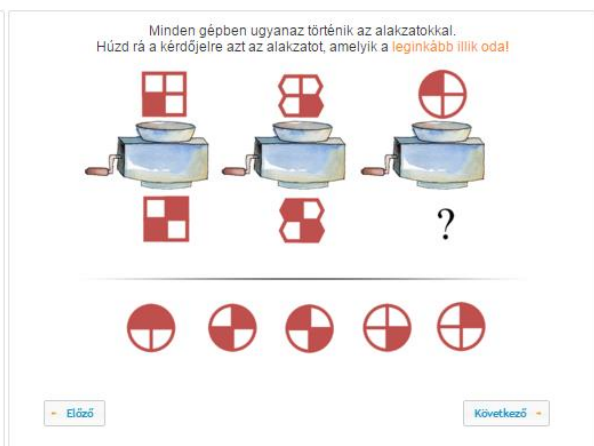 Minden gépben ugyanaz történik az alakzatokkal.
Húzd rá a kérdőjelre azt az alakzatot, amelyik a leginkább illik oda!
?
Előző
Következő